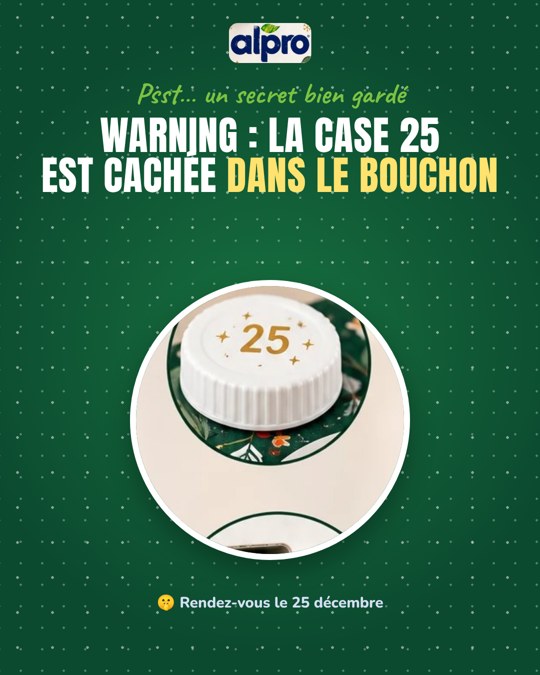 alpro
Psst... un secret bien gardé
WARNING : LA CASE 25
EST CACHÉE DANS LE BOUCHON
25
🤫 Rendez-vous le 25 décembre